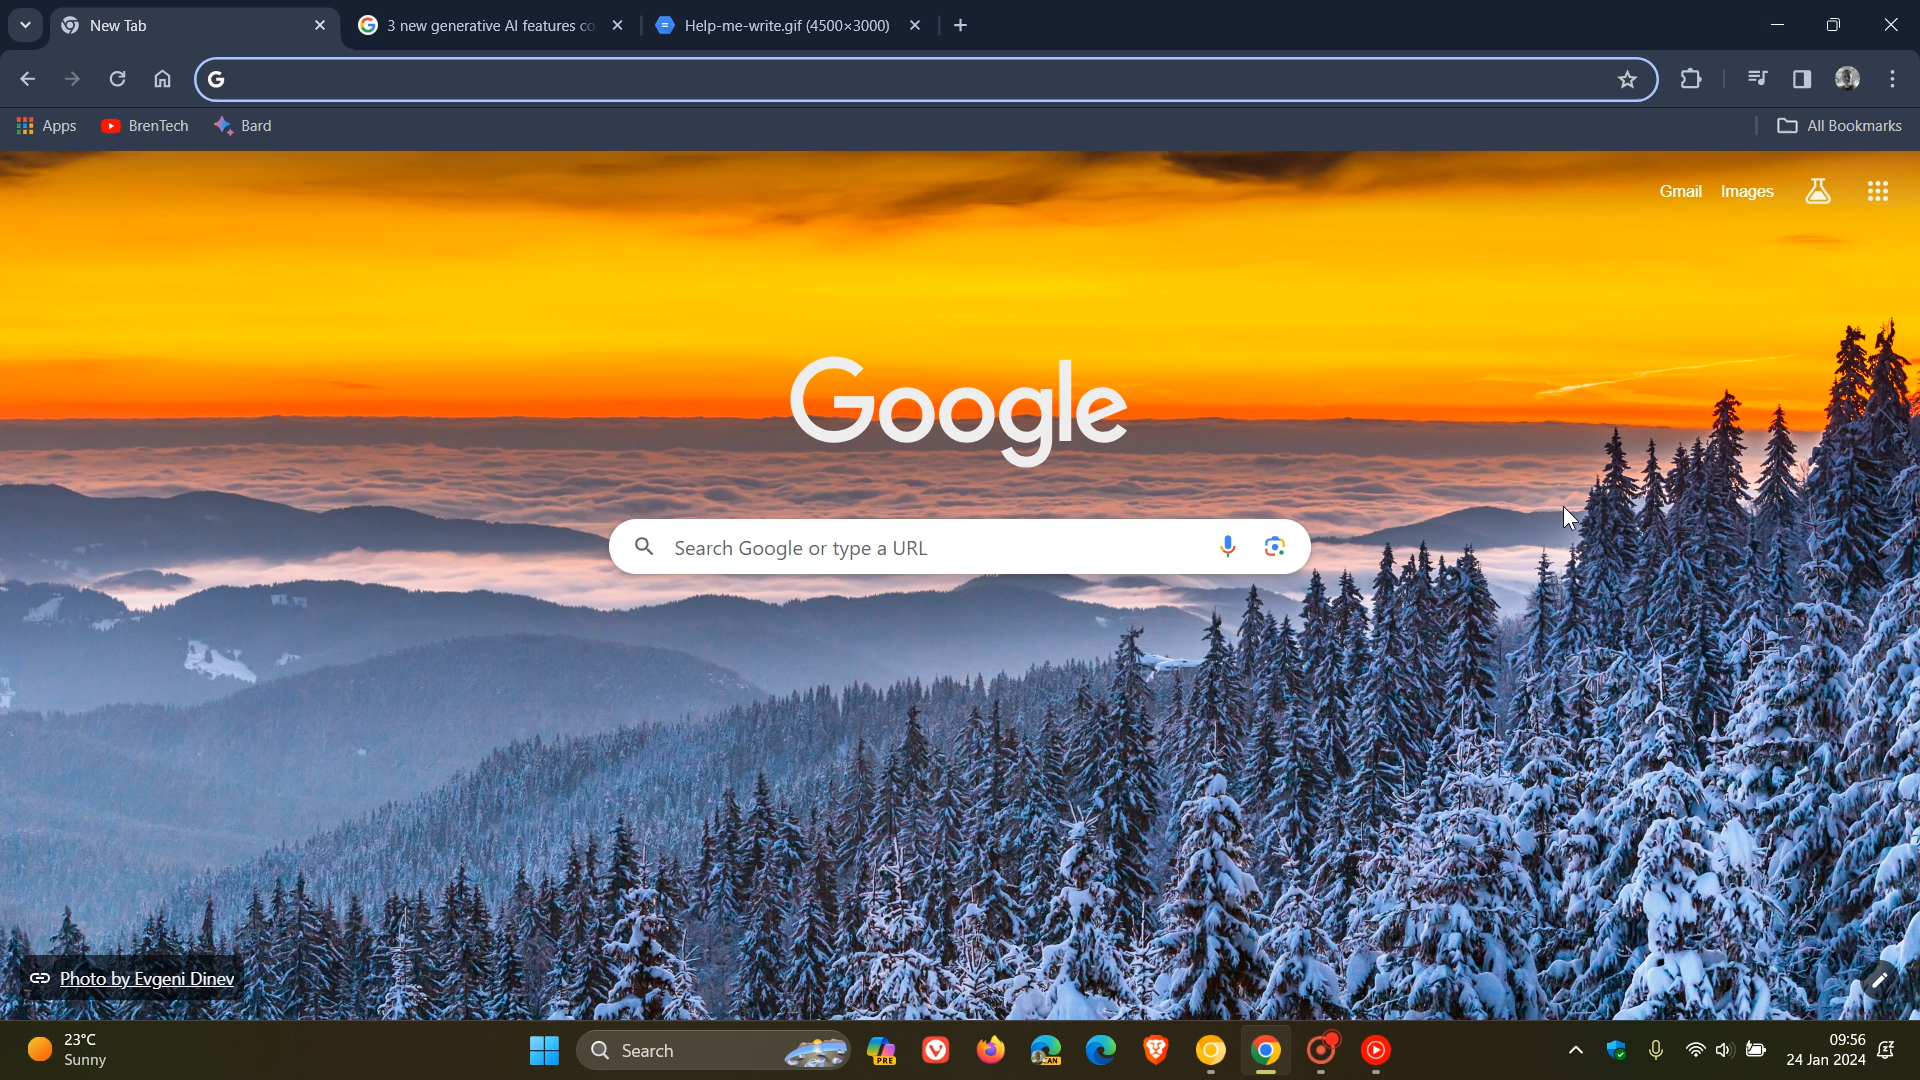 New Tab
3 new generative AI features co
Help-me-write.gif (4500×3000)
Apps
BrenTech
Bard
All Bookmarks
Gmail
Images
Google
Search Google or type a URL
Photo by Evgeni Dinev
23°C
Sunny
Search
PRE
CAN
09:56
24 Jan 2024